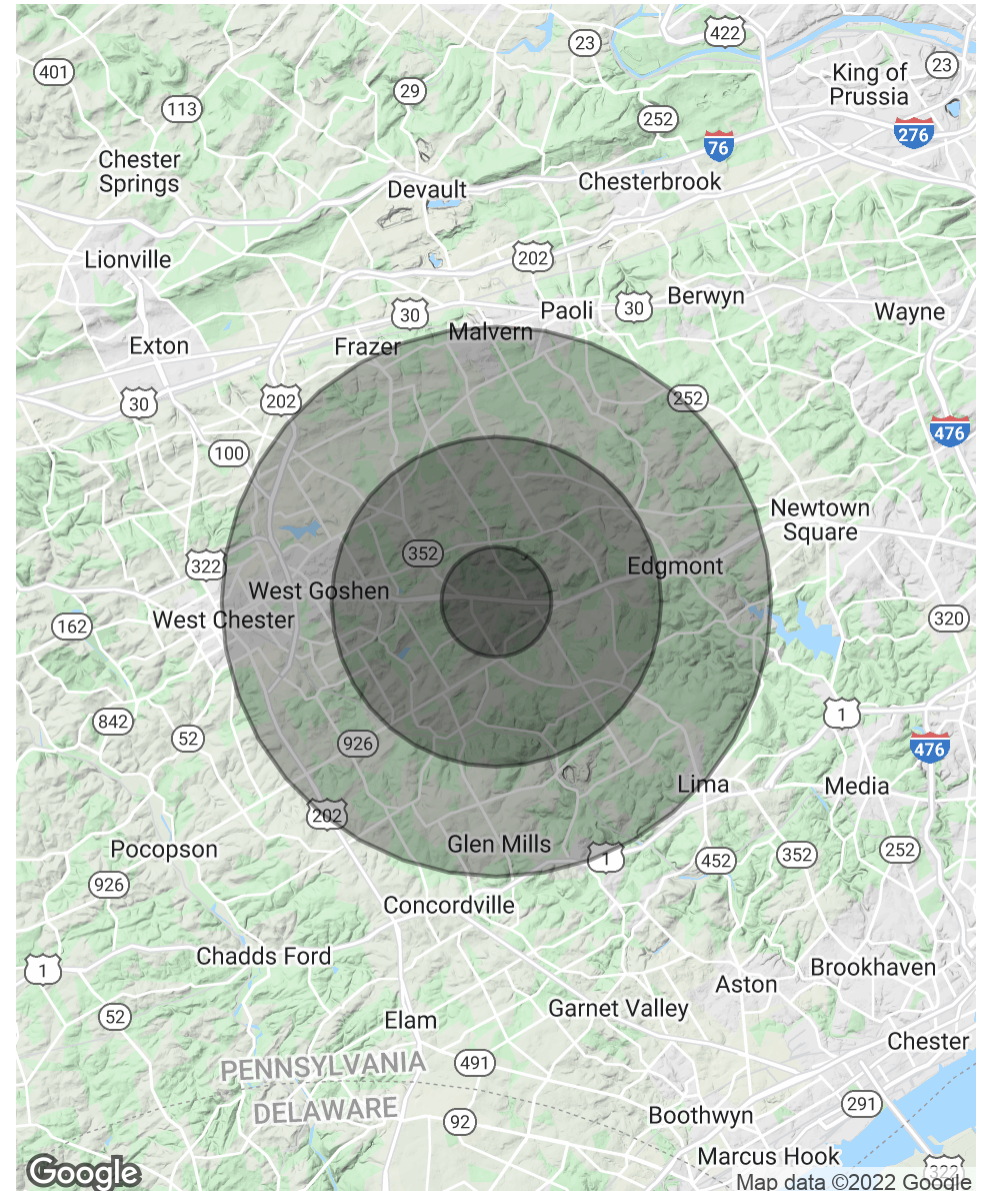 422
23
23
King of
Prussia
401
29
113
252
276
76
Chester
Springs
Devault
Chesterbrook
Lionville
202
Berwyn
30
Paoli
30
Wayne
Malvern
Exton
Frazer
30
202
252
476
100
Newtown
Square
352
322
Edgmont
West Goshen
West Chester
162
320
842
1
52
926
476
Lima
Media
202
Glen Mills
Pocopson
1
452
352
252
926
Concordville
Chadds Ford
1
Brookhaven
Aston
Garnet Valley
52
Elam
Chester
PENNSYLVANIA
491
DELAWARE
291
92
Boothwyn
Marcus Hook
322
Google
Map data ©2022 Google